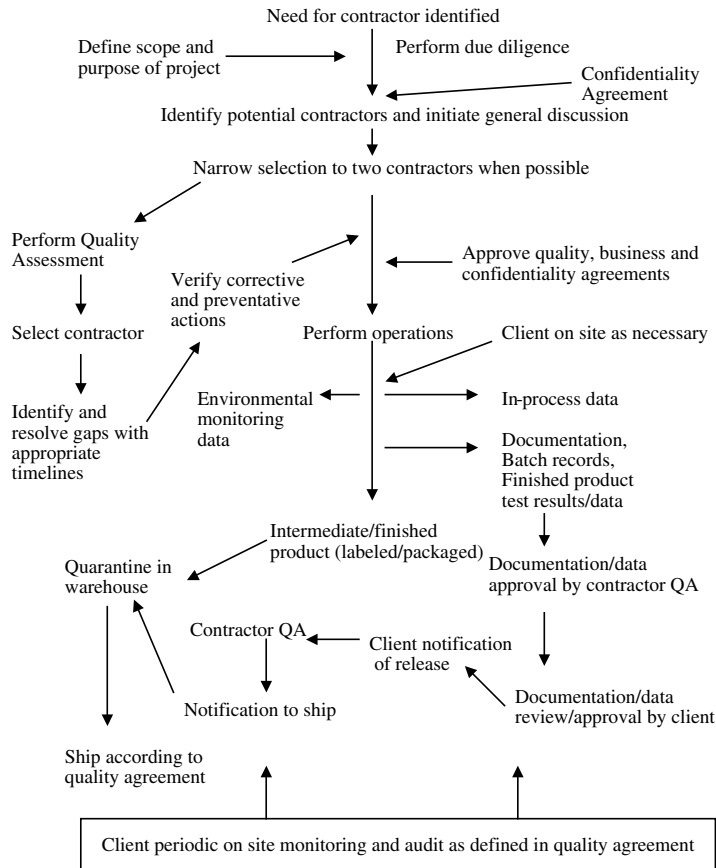 Need for contractor identified
Define scope and
purpose of project
Perform due diligence
Confidentiality
Agreement
Identify potential contractors and initiate general discussion
Narrow selection to two contractors when possible
Perform Quality
Assessment
Verify corrective
and preventative
actions
Approve quality, business and
confidentiality agreements
Select contractor
Perform operations
Client on site as necessary
Identify and
resolve gaps with
appropriate
timelines
Environmental
monitoring
data
In-process data
Documentation,
Batch records,
Finished product
test results/data
Intermediate/finished
product (labeled/packaged)
Quarantine in
warehouse
Documentation/data
approval by contractor QA
Contractor QA
Client notification
of release
Notification to ship
Documentation/data
review/approval by client
Ship according to
quality agreement
Client periodic on site monitoring and audit as defined in quality agreement